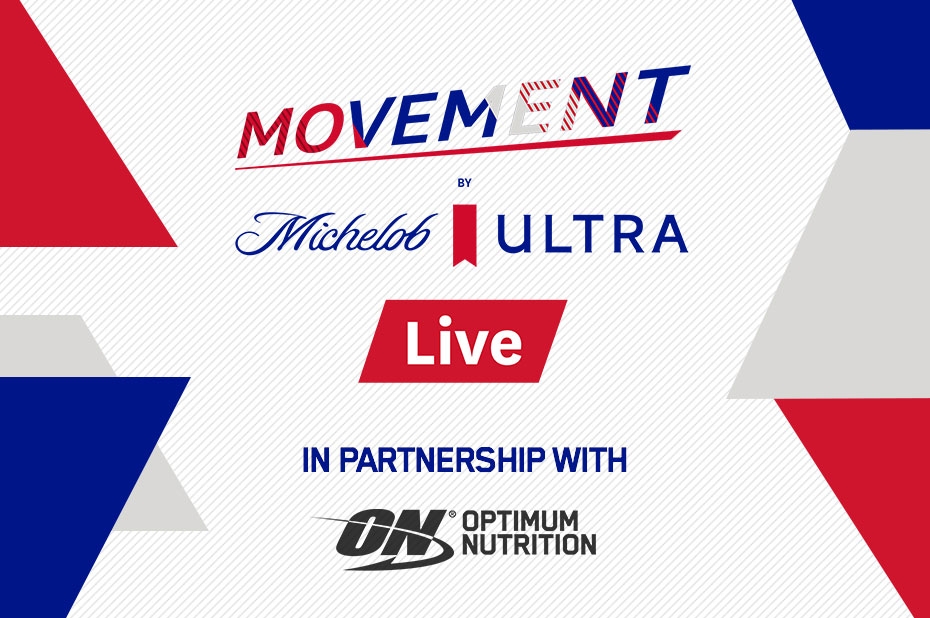 MOVEMENT
BY
Michelob ULTRA
Live
IN PARTNERSHIP WITH
ON® OPTIMUM
NUTRITION